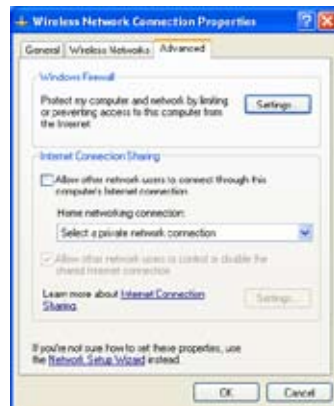 Wireless Network Connection Properties
General Wireless Networks Advanced
Windows Firewall
Protect my computer and network by limiting
or preventing access to this computer from
the Internet
Settings...
Internet Connection Sharing
Allow other network users to connect through this
computer's Internet connection
Home networking connection:
Select a private network connection
Allow other network users to control or disable the
shared Internet connection
Learn more about Internet Connection
Sharing.
Settings...
If you're not sure how to set these properties, use
the Network Setup Wizard instead.
OK Cancel